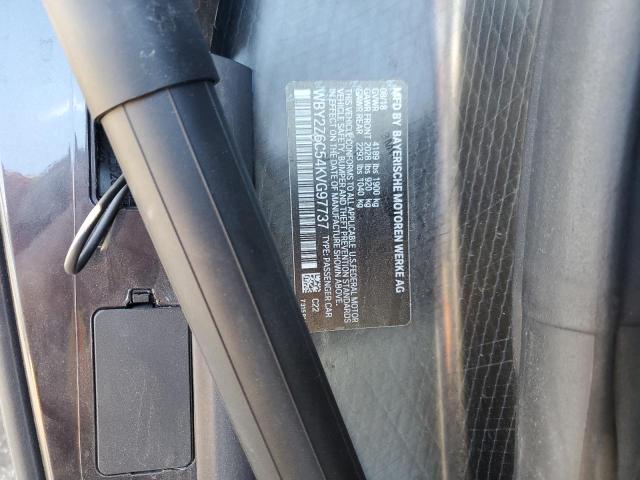 MFD BY BAYERISCHE MOTOREN WERKE AG
08/18
GVWR 4189 lbs 1900 kg
GAWR FRONT 2028 lbs 920 kg
GAWR REAR 2293 lbs 1040 kg
THIS VEHICLE CONFORMS TO ALL APPLICABLE U.S. FEDERAL MOTOR
VEHICLE SAFETY, BUMPER AND THEFT PREVENTION STANDARDS
IN EFFECT ON THE DATE OF MANUFACTURE SHOWN ABOVE.
WBY2Z6C54KVG97737 TYPE: PASSENGER CAR
C22